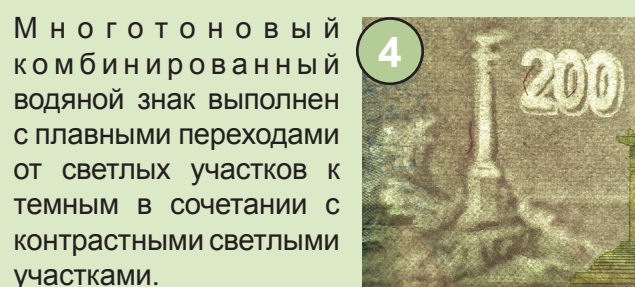 Многотоновый
комбинированный
водяной знак выполнен
с плавными переходами
от светлых участков к
темным в сочетании с
контрастными светлыми
участками.
4
200